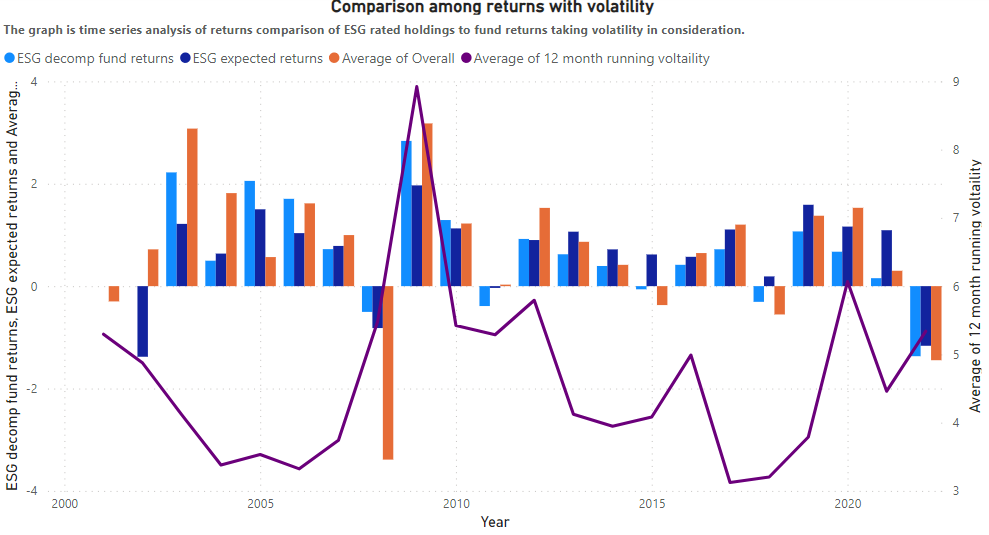 Comparison among returns with volatility
The graph is time series analysis of returns comparison of ESG rated holdings to fund returns taking volatility in consideration.
ESG decomp fund returns ESG expected returns Average of Overall Average of 12 month running voltaility
ESG decomp fund returns, ESG expected returns and Averag...
4
2
0
-2
-4
9
8
7
6
5
4
3
Average of 12 month running voltaility
2000 2005 2010 2015 2020
Year